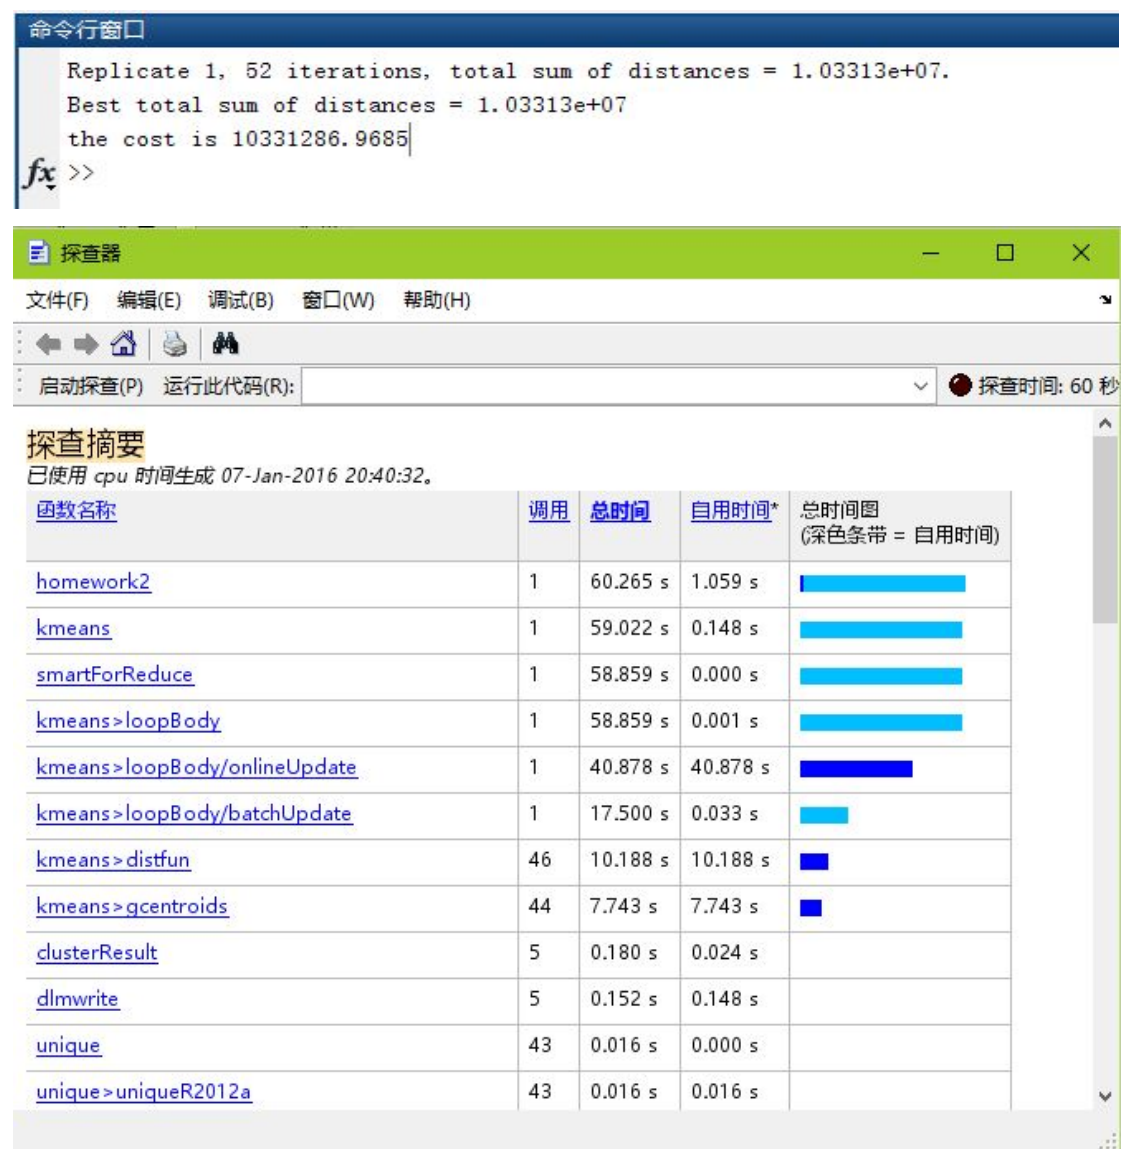 命令行窗口
Replicate 1, 52 iterations, total sum of distances = 1.03313e+07.
Best total sum of distances = 1.03313e+07
the cost is 10331286.9685
fx >>
探查器
文件(F) 编辑(E) 调试(B) 窗口(W) 帮助(H)
启动探查(P) 运行此代码(R): 探查时间: 60 秒
探查摘要
已使用 cpu 时间生成 07-Jan-2016 20:40:32。
函数名称 调用 总时间 自用时间* 总时间图
(深色条带 = 自用时间)
homework2 1 60.265 s 1.059 s
kmeans 1 59.022 s 0.148 s
smartForReduce 1 58.859 s 0.000 s
kmeans>loopBody 1 58.859 s 0.001 s
kmeans>loopBody/onlineUpdate 1 40.878 s 40.878 s
kmeans>loopBody/batchUpdate 1 17.500 s 0.033 s
kmeans>distfun 46 10.188 s 10.188 s
kmeans>gcentroids 44 7.743 s 7.743 s
clusterResult 5 0.180 s 0.024 s
dlmwrite 5 0.152 s 0.148 s
unique 43 0.016 s 0.000 s
unique>uniqueR2012a 43 0.016 s 0.016 s